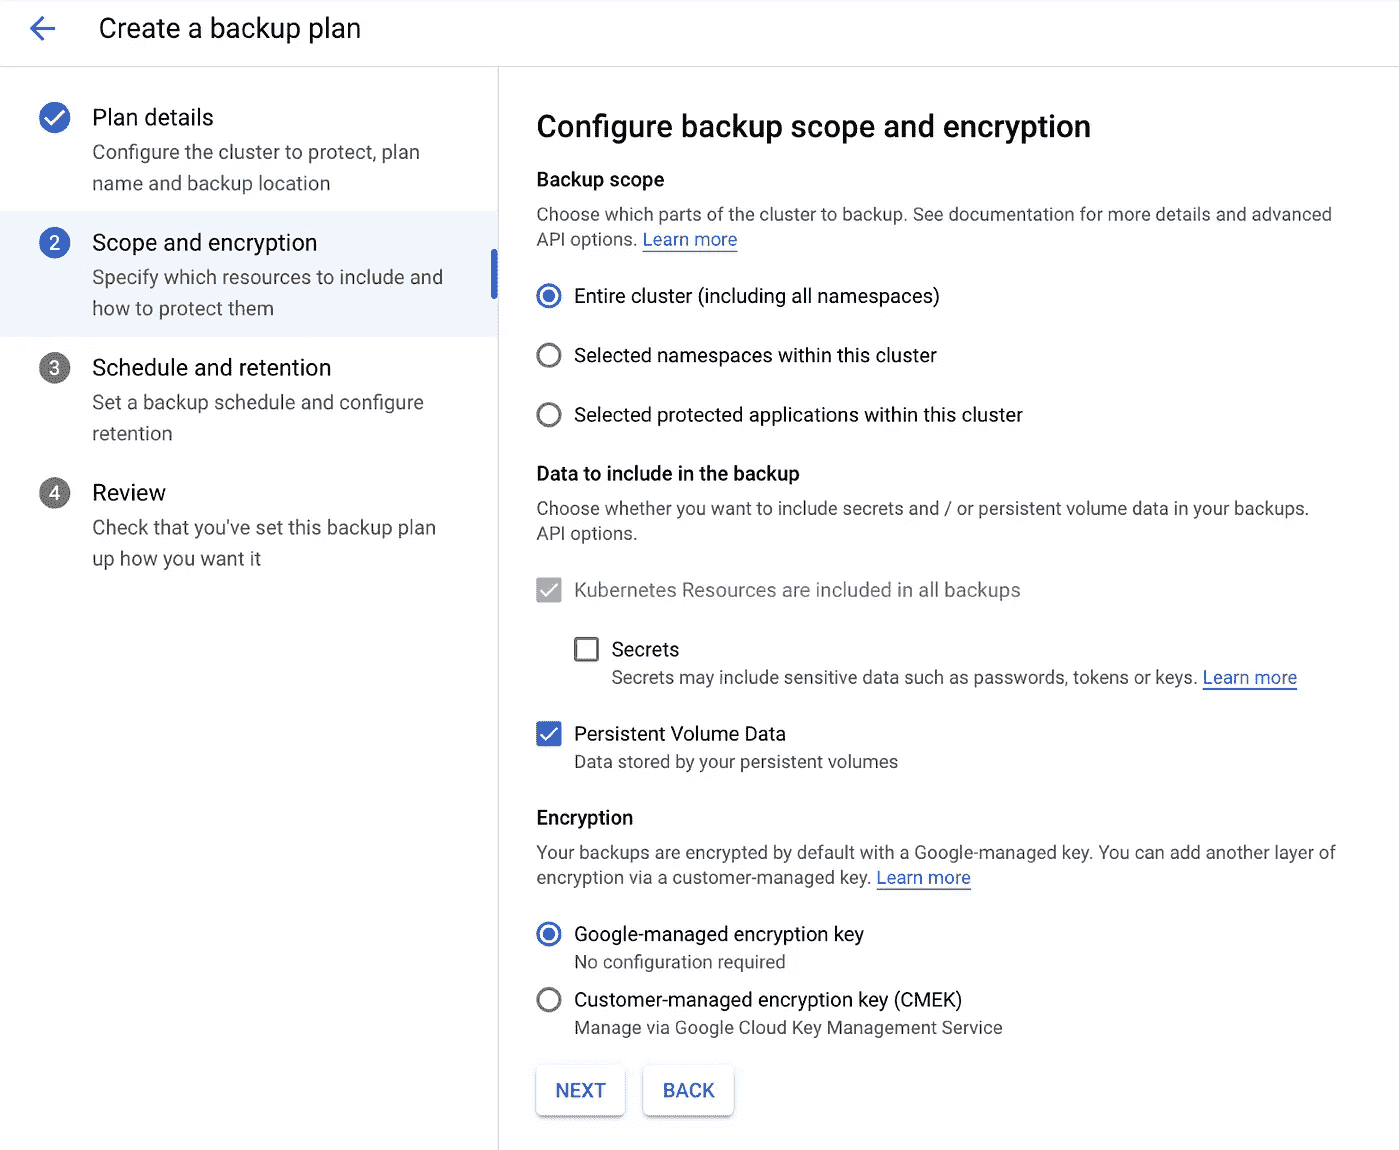 Create a backup plan
Plan details
Configure the cluster to protect, plan
name and backup location
2
Scope and encryption
Specify which resources to include and
how to protect them
3
Schedule and retention
Set a backup schedule and configure
retention
4
Review
Check that you've set this backup plan
up how you want it
Configure backup scope and encryption
Backup scope
Choose which parts of the cluster to backup. See documentation for more details and advanced
API options. Learn more
Entire cluster (including all namespaces)
Selected namespaces within this cluster
Selected protected applications within this cluster
Data to include in the backup
Choose whether you want to include secrets and / or persistent volume data in your backups.
API options.
Kubernetes Resources are included in all backups
Secrets
Secrets may include sensitive data such as passwords, tokens or keys. Learn more
Persistent Volume Data
Data stored by your persistent volumes
Encryption
Your backups are encrypted by default with a Google-managed key. You can add another layer of
encryption via a customer-managed key. Learn more
Google-managed encryption key
No configuration required
Customer-managed encryption key (CMEK)
Manage via Google Cloud Key Management Service
NEXT BACK